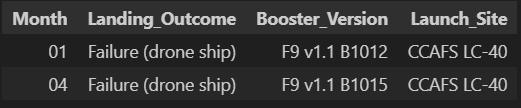 Month Landing_Outcome Booster_Version Launch_Site
01 Failure (drone ship) F9 v1.1 B1012 CCAFS LC-40
04 Failure (drone ship) F9 v1.1 B1015 CCAFS LC-40